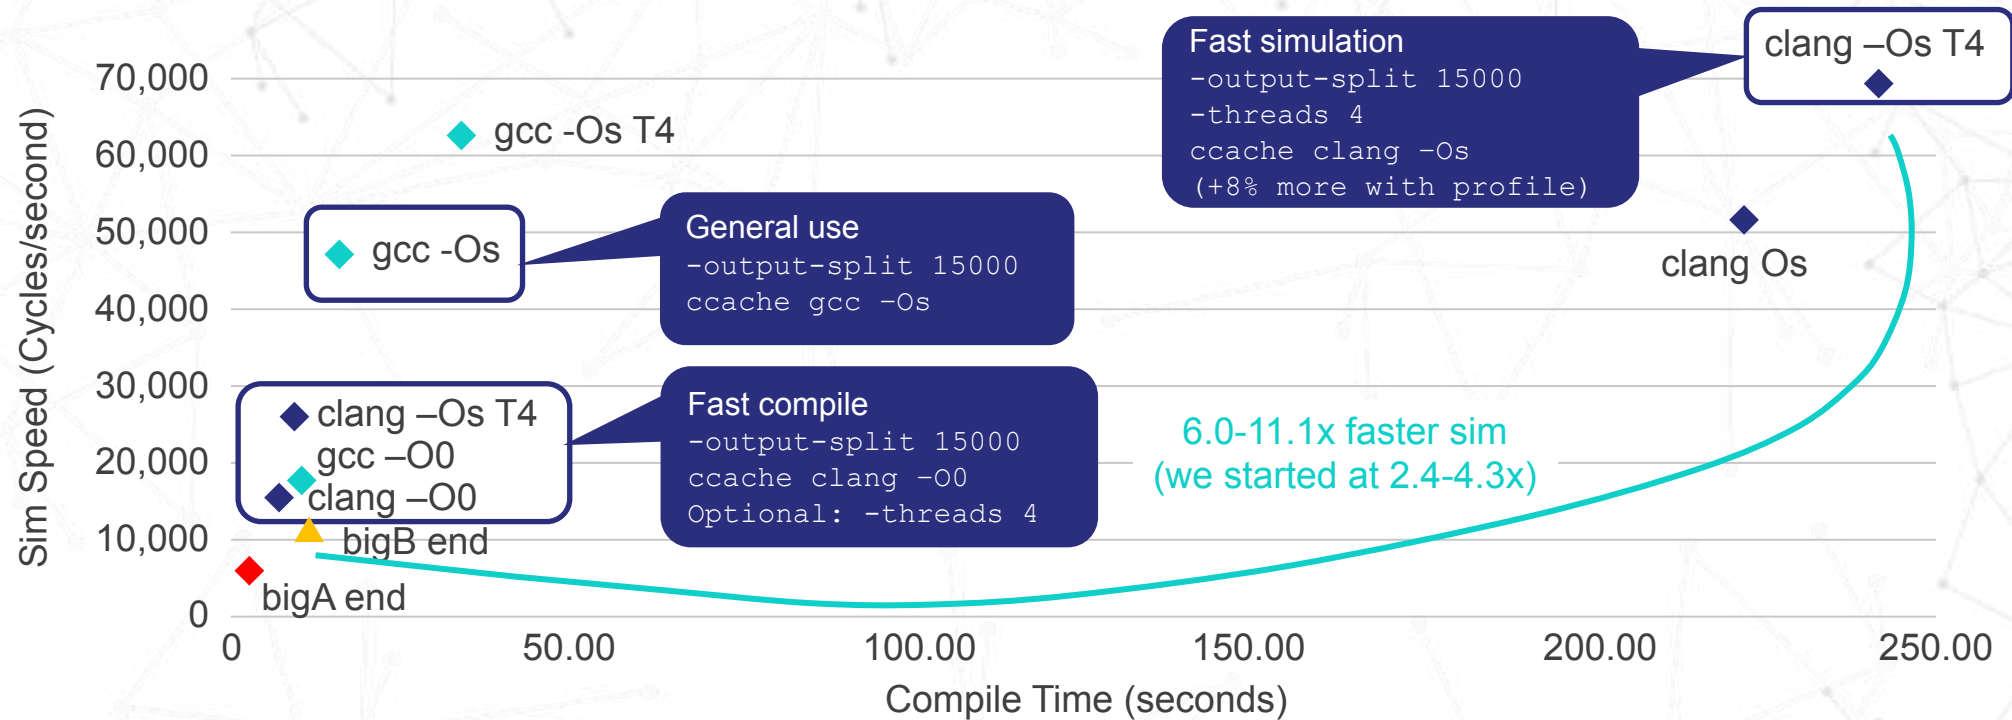 Sim Speed (Cycles/second)
70,000
60,000
50,000
40,000
30,000
20,000
10,000
0
0
50.00
100.00
150.00
200.00
250.00
Compile Time (seconds)
gcc -Os T4
gcc -Os
General use
-output-split 15000
ccache gcc –Os
clang –Os T4
gcc –O0
clang –O0
bigB end
bigA end
Fast compile
-output-split 15000
ccache clang –O0
Optional: -threads 4
Fast simulation
-output-split 15000
-threads 4
ccache clang –Os
(+8% more with profile)
clang –Os T4
clang Os
6.0-11.1x faster sim
(we started at 2.4-4.3x)